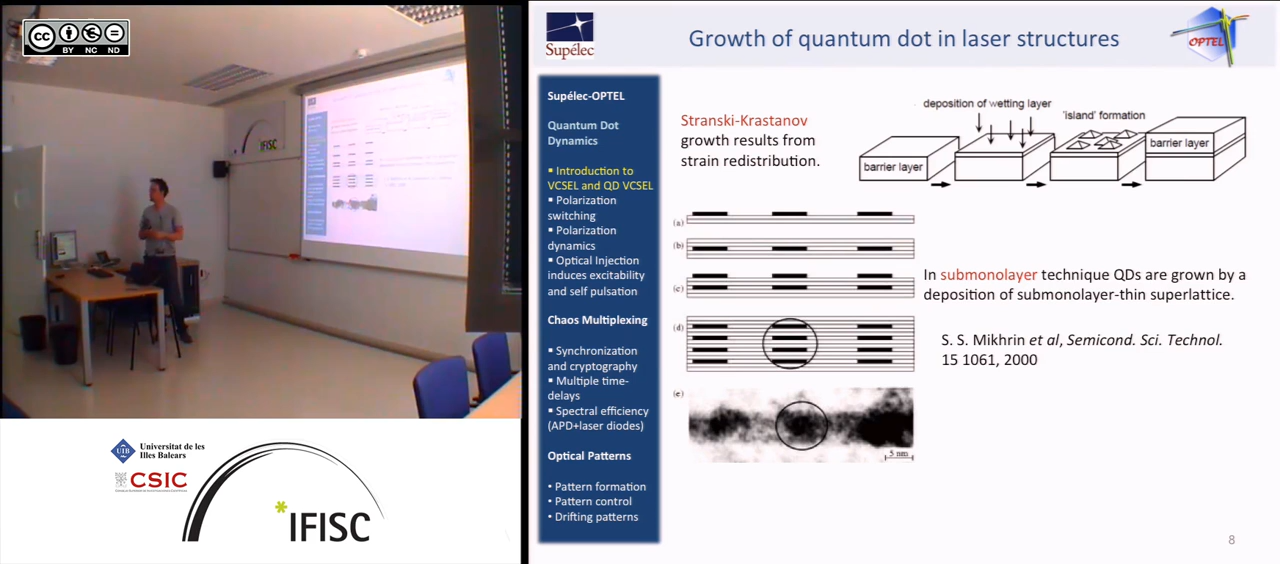 cc BY NC ND
IFISC
Universitat de les
Illes Balears
CSIC
*IFISC
Supélec
Growth of quantum dot in laser structures
OPTEL
Supélec-OPTEL
Quantum Dot
Dynamics
▪ Introduction to
VCSEL and QD VCSEL
▪ Polarization
switching
▪ Polarization
dynamics
▪ Optical Injection
induces excitability
and self pulsation
Chaos Multiplexing
▪ Synchronization
and cryptography
▪ Multiple time-
delays
▪ Spectral efficiency
(APD+laser diodes)
Optical Patterns
• Pattern formation
• Pattern control
• Drifting patterns
Stranski-Krastanov
growth results from
strain redistribution.
deposition of wetting layer
'island' formation
barrier layer
barrier layer
(a)
(b)
(c)
(d)
(e)
5 nm
In submonolayer technique QDs are grown by a
deposition of submonolayer-thin superlattice.
S. S. Mikhrin et al, Semicond. Sci. Technol.
15 1061, 2000
8